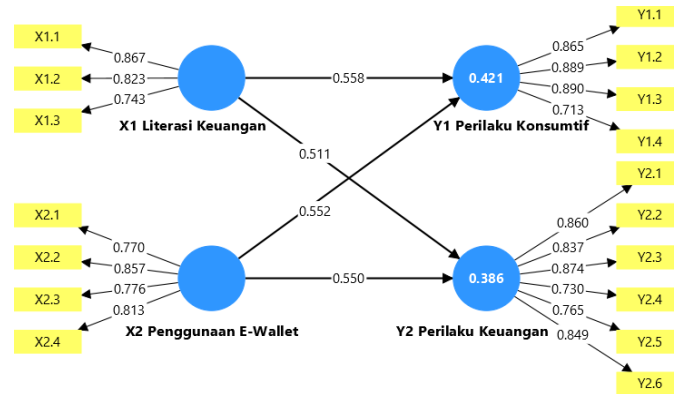 X1.1
0.867
X1.2
0.823
X1.3
0.743
X1 Literasi Keuangan
0.558
0.511
0.421
Y1 Perilaku Konsumtif
Y1.1
0.865
Y1.2
0.889
Y1.3
0.890
Y1.4
0.713
X2.1
0.770
X2.2
0.857
X2.3
0.776
X2.4
0.813
X2 Penggunaan E-Wallet
0.552
0.550
0.386
Y2 Perilaku Keuangan
Y2.1
0.860
Y2.2
0.837
Y2.3
0.874
Y2.4
0.730
Y2.5
0.765
Y2.6
0.849